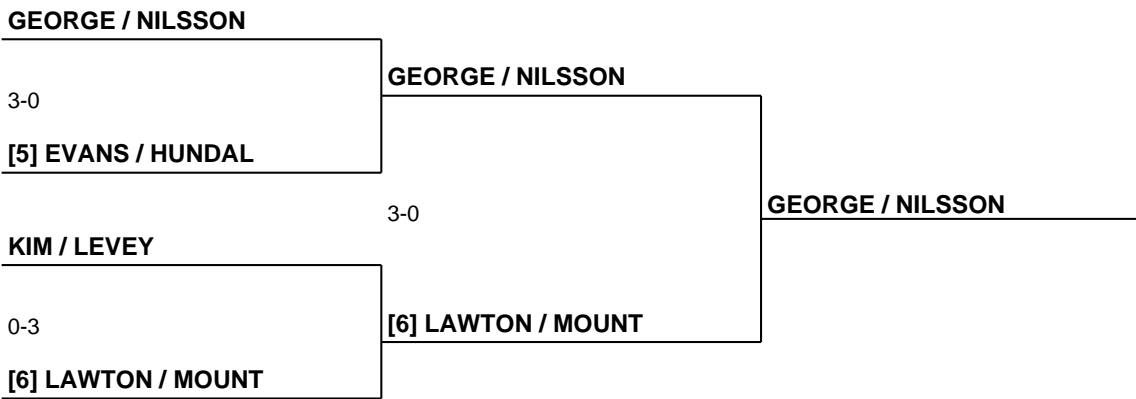 GEORGE / NILSSON
GEORGE / NILSSON
3-0
[5] EVANS / HUNDAL
3-0
GEORGE / NILSSON
KIM / LEVEY
0-3
[6] LAWTON / MOUNT
[6] LAWTON / MOUNT